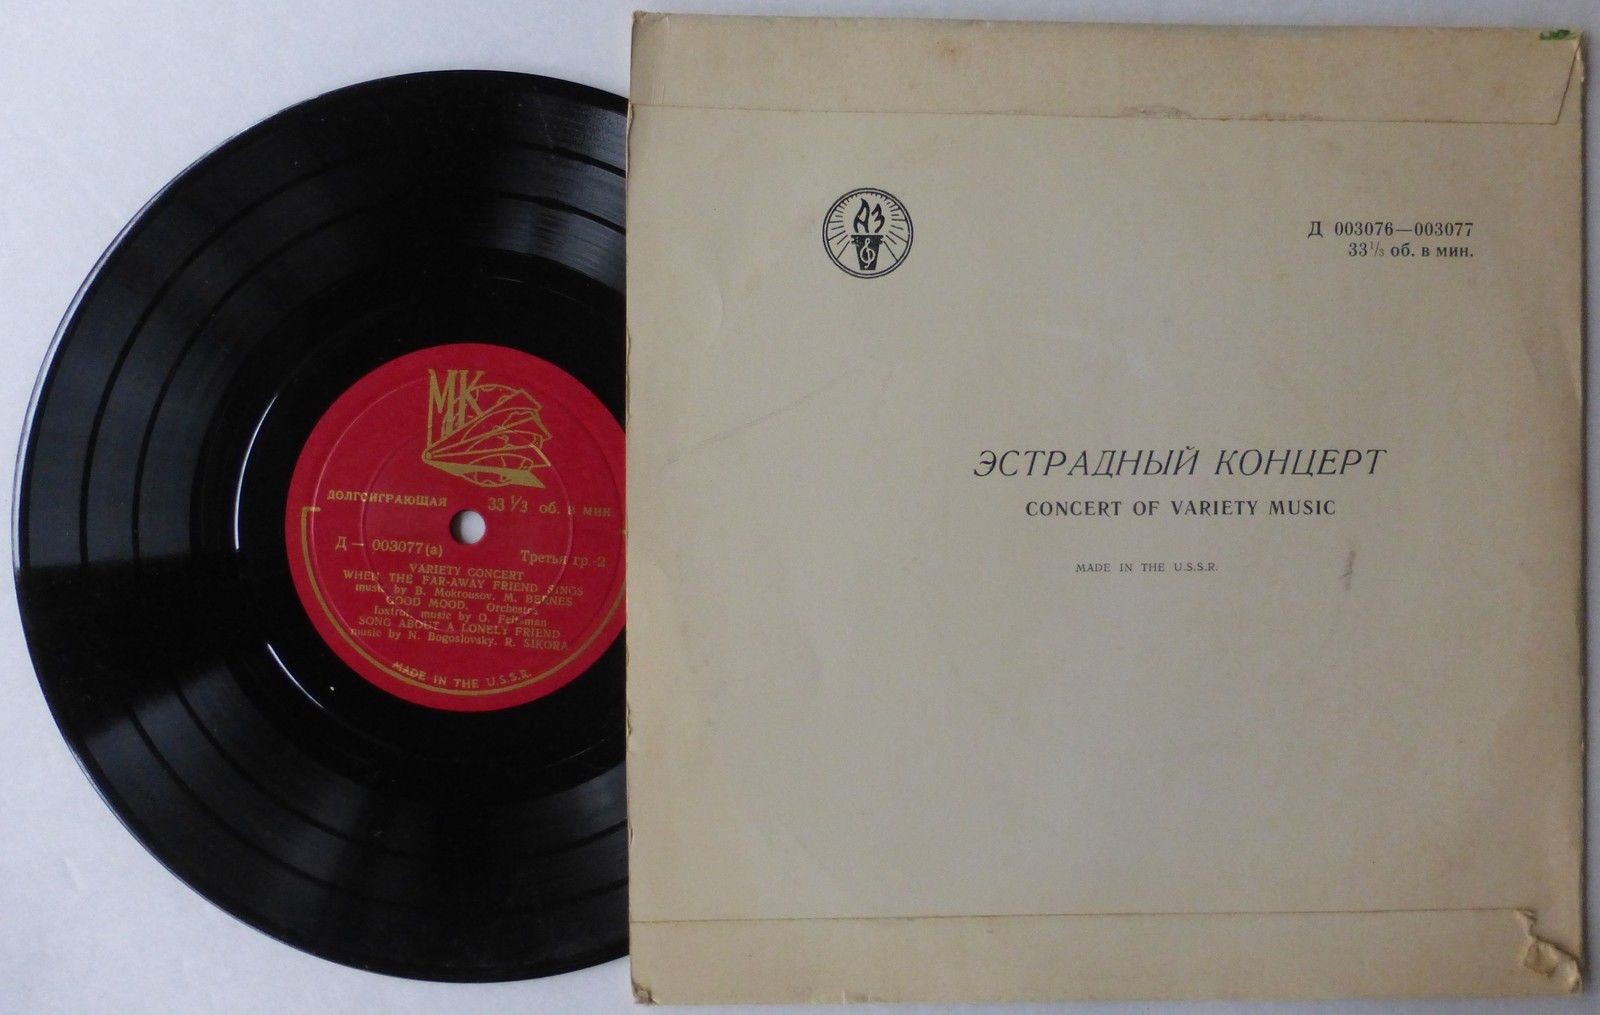 МК
ДОЛГОИГРАЮЩАЯ 33 1/3 об. в мин.
Д — 003077(а) Третья гр.-2
VARIETY CONCERT
WHEN THE FAR-AWAY FRIEND SINGS
music by B. Mokrousov, M. BERNES
GOOD MOOD. Orchestra
foxtrot, music by O. Feltsman
SONG ABOUT A LONELY FRIEND
music by N. Bogoslovsky, R. SIKORA
MADE IN THE U.S.S.R.
АЗ
Д 003076—003077
33 1/3 об. в мин.
ЭСТРАДНЫЙ КОНЦЕРТ
CONCERT OF VARIETY MUSIC
MADE IN THE U.S.S.R.